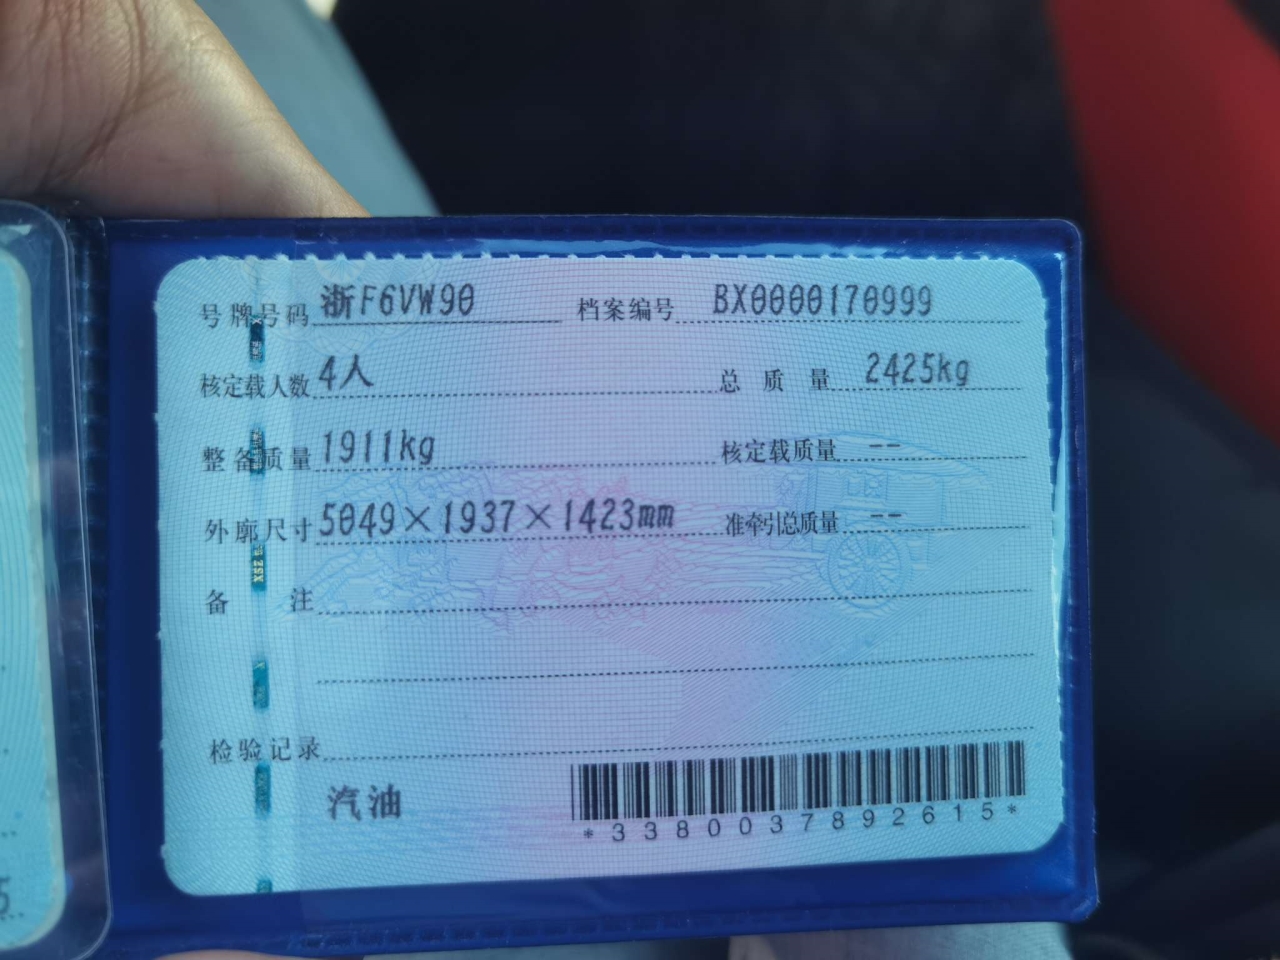 号牌号码 浙F6VW90 档案编号 BX0000170999
核定载人数 4人 总质量 2425kg
整备质量 1911kg 核定载质量 --
外廓尺寸 5049×1937×1423mm 准牵引总质量 --
备注
检验记录
汽油
*3380037892615*
5